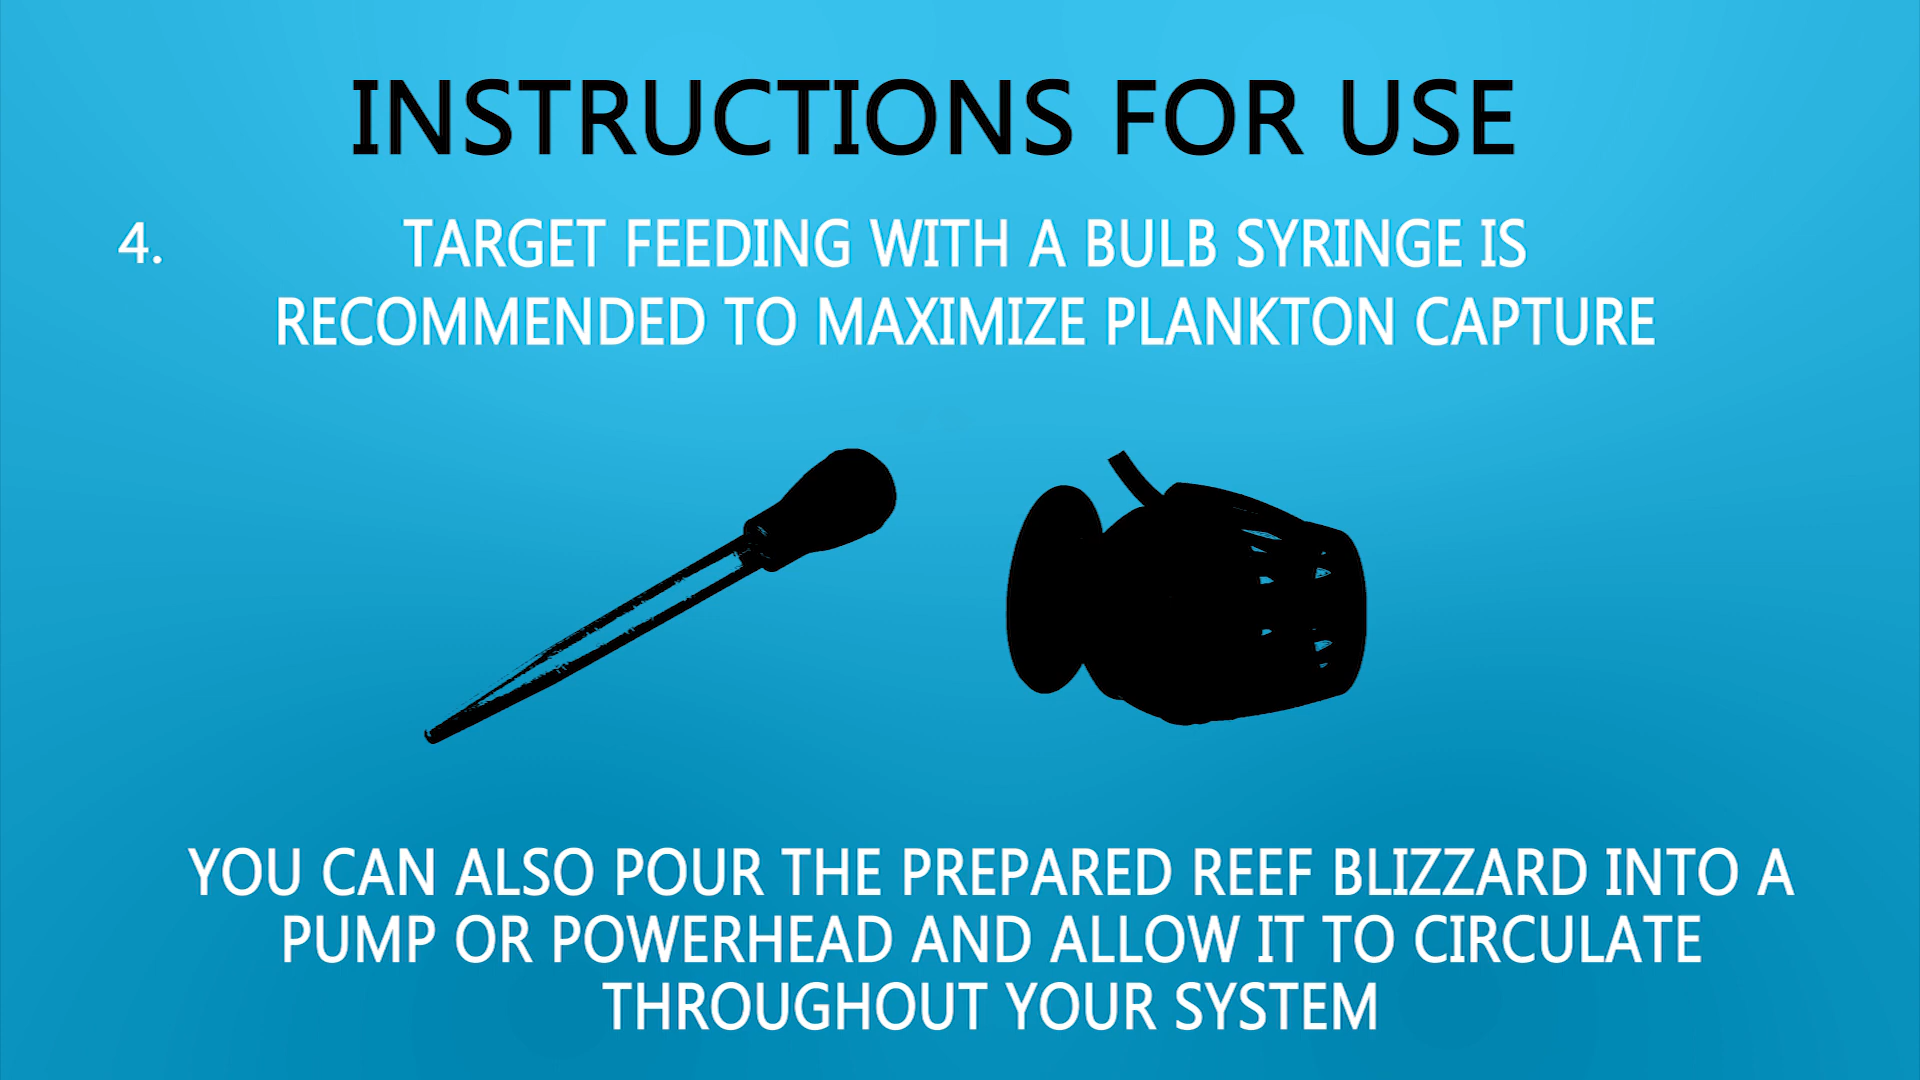 INSTRUCTIONS FOR USE
4. TARGET FEEDING WITH A BULB SYRINGE IS
RECOMMENDED TO MAXIMIZE PLANKTON CAPTURE
YOU CAN ALSO POUR THE PREPARED REEF BLIZZARD INTO A
PUMP OR POWERHEAD AND ALLOW IT TO CIRCULATE
THROUGHOUT YOUR SYSTEM